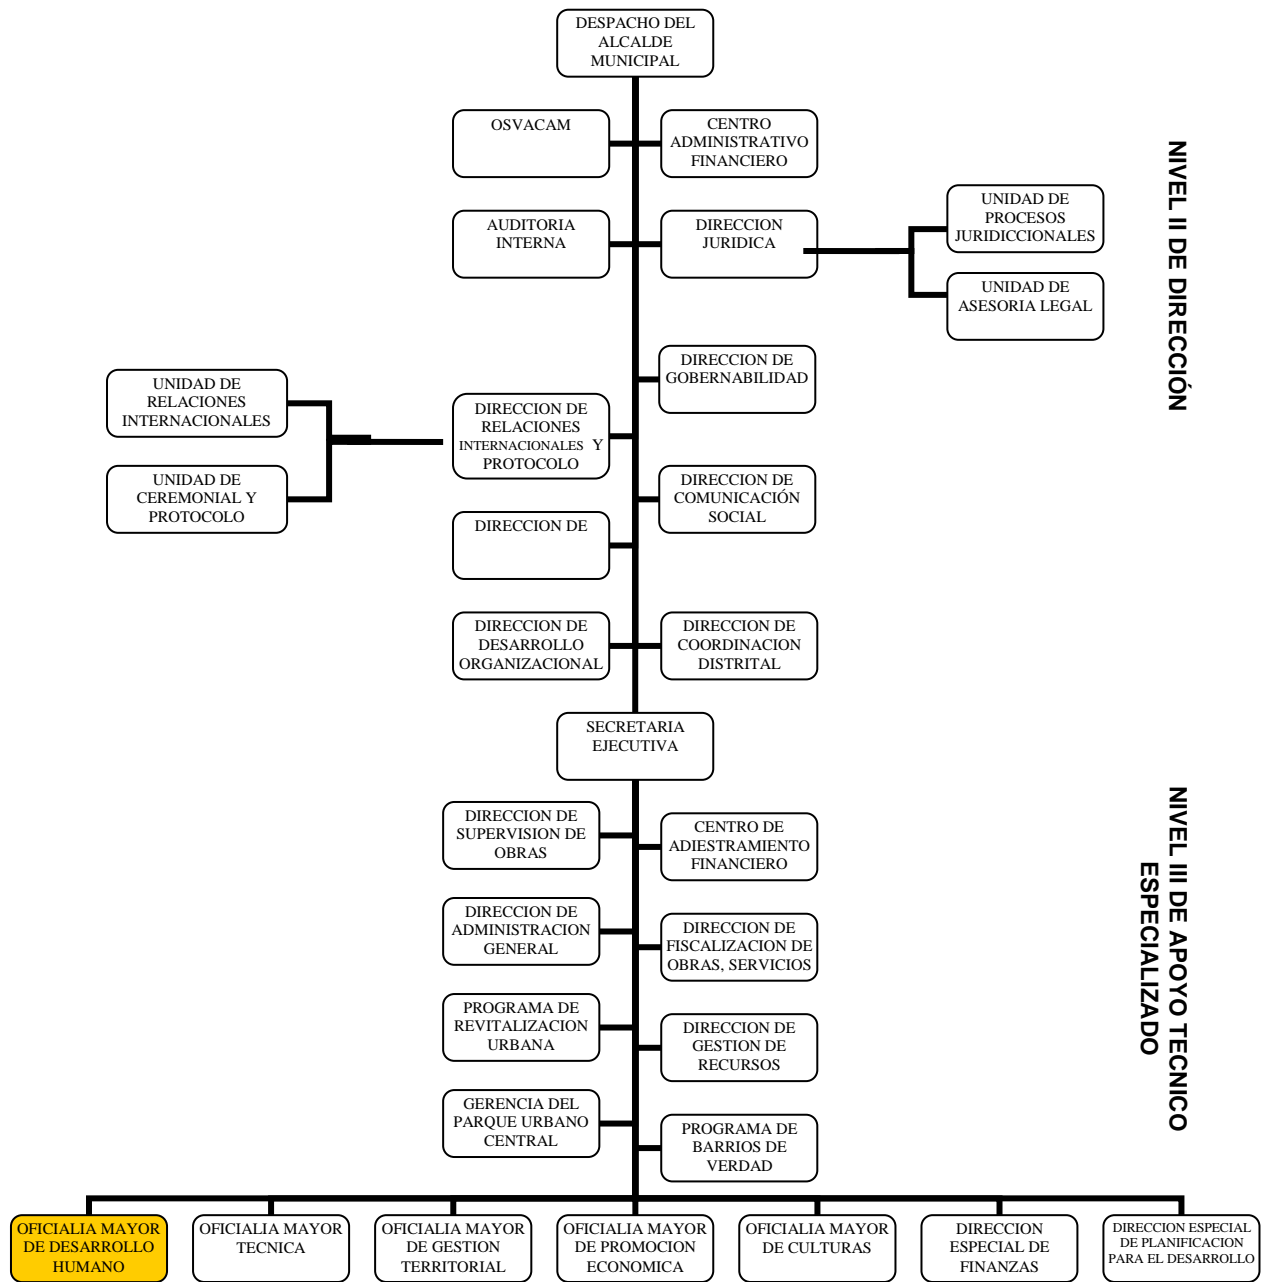 DESPACHO DEL
ALCALDE
MUNICIPAL
OSVACAM
CENTRO
ADMINISTRATIVO
FINANCIERO
AUDITORIA
INTERNA
DIRECCION
JURIDICA
UNIDAD DE
PROCESOS
JURIDICCIONALES
UNIDAD DE
ASESORIA LEGAL
NIVEL II DE DIRECCIÓN
DIRECCION DE
GOBERNABILIDAD
UNIDAD DE
RELACIONES
INTERNACIONALES
DIRECCION DE
RELACIONES
INTERNACIONALES Y
PROTOCOLO
UNIDAD DE
CEREMONIAL Y
PROTOCOLO
DIRECCION DE
COMUNICACIÓN
SOCIAL
DIRECCION DE
DIRECCION DE
DESARROLLO
ORGANIZACIONAL
DIRECCION DE
COORDINACION
DISTRITAL
SECRETARIA
EJECUTIVA
DIRECCION DE
SUPERVISION DE
OBRAS
CENTRO DE
ADIESTRAMIENTO
FINANCIERO
NIVEL III DE APOYO TECNICO
ESPECIALIZADO
DIRECCION DE
ADMINISTRACION
GENERAL
DIRECCION DE
FISCALIZACION DE
OBRAS, SERVICIOS
PROGRAMA DE
REVITALIZACION
URBANA
DIRECCION DE
GESTION DE
RECURSOS
GERENCIA DEL
PARQUE URBANO
CENTRAL
PROGRAMA DE
BARRIOS DE
VERDAD
OFICIALIA MAYOR
DE DESARROLLO
HUMANO
OFICIALIA MAYOR
TECNICA
OFICIALIA MAYOR
DE GESTION
TERRITORIAL
OFICIALIA MAYOR
DE PROMOCION
ECONOMICA
OFICIALIA MAYOR
DE CULTURAS
DIRECCION
ESPECIAL DE
FINANZAS
DIRECCION ESPECIAL
DE PLANIFICACION
PARA EL DESARROLLO